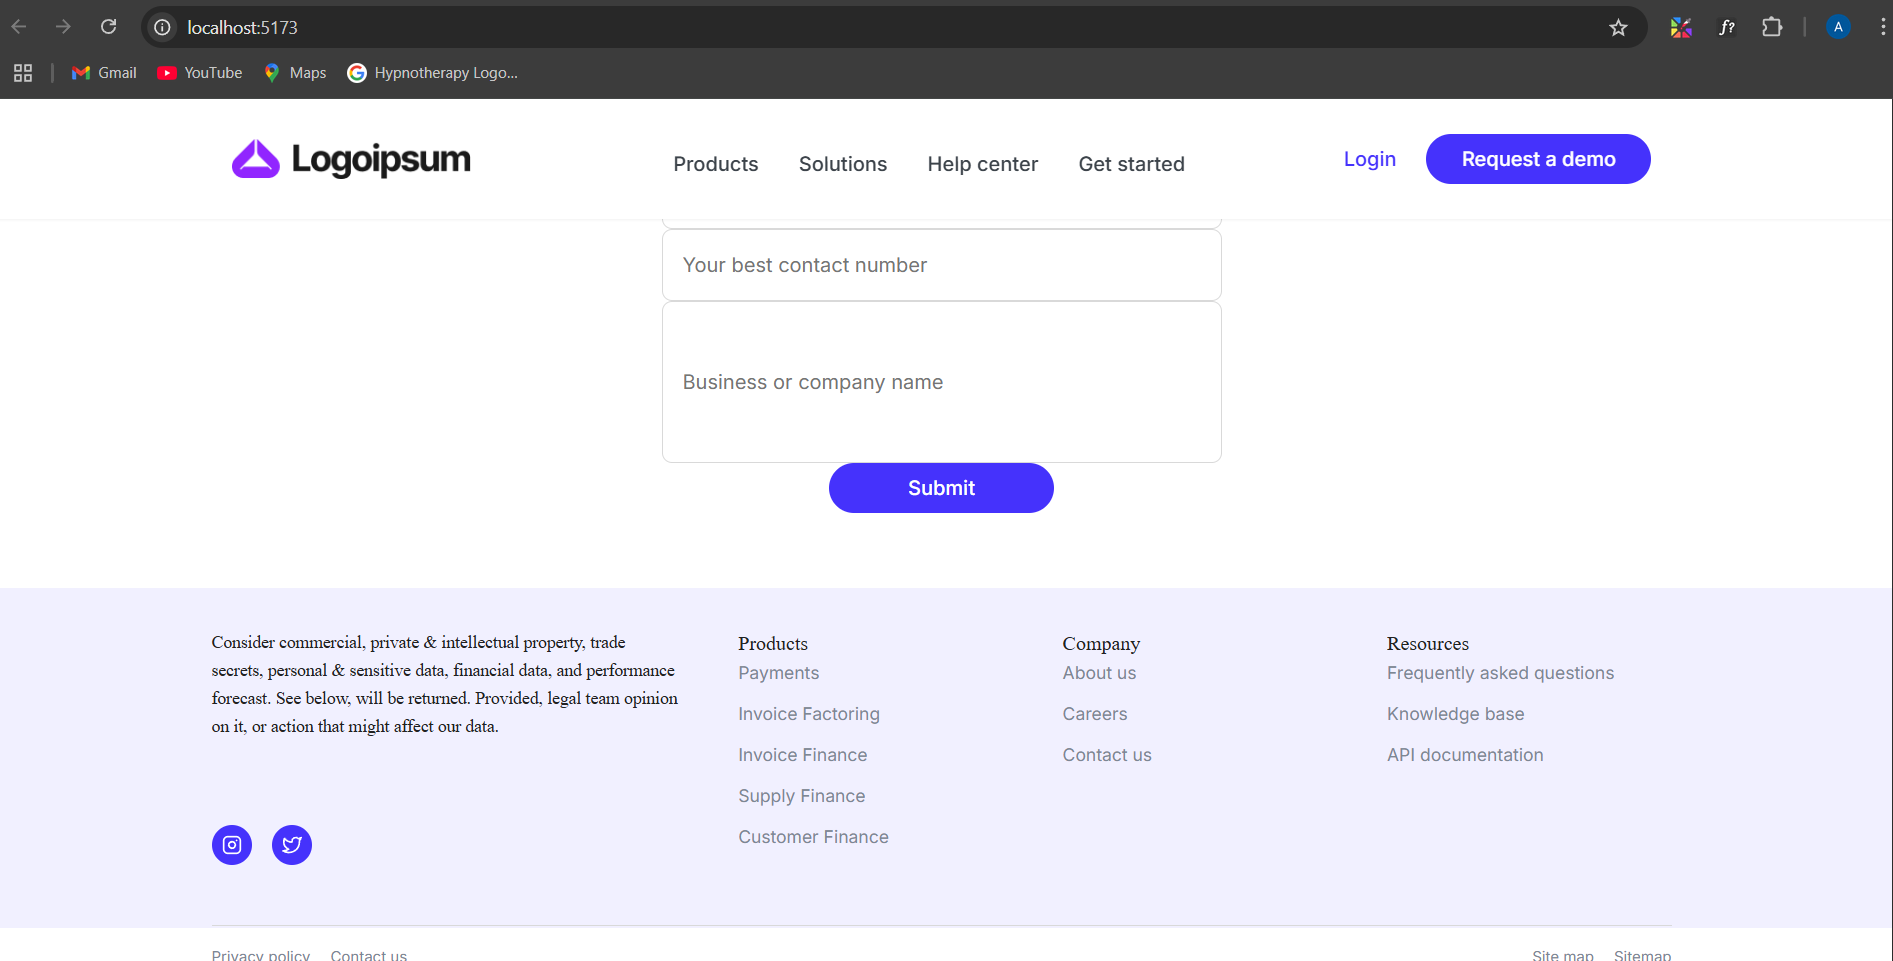 localhost:5173
f?
A
Gmail YouTube Maps Hypnotherapy Logo...
Logoipsum Products Solutions Help center Get started Login Request a demo
Your best contact number
Business or company name
Submit
Consider commercial, private & intellectual property, trade
secrets, personal & sensitive data, financial data, and performance
forecast. See below, will be returned. Provided, legal team opinion
on it, or action that might affect our data.
Products
Payments
Invoice Factoring
Invoice Finance
Supply Finance
Customer Finance
Company
About us
Careers
Contact us
Resources
Frequently asked questions
Knowledge base
API documentation
Privacy policy Contact us Site map Sitemap